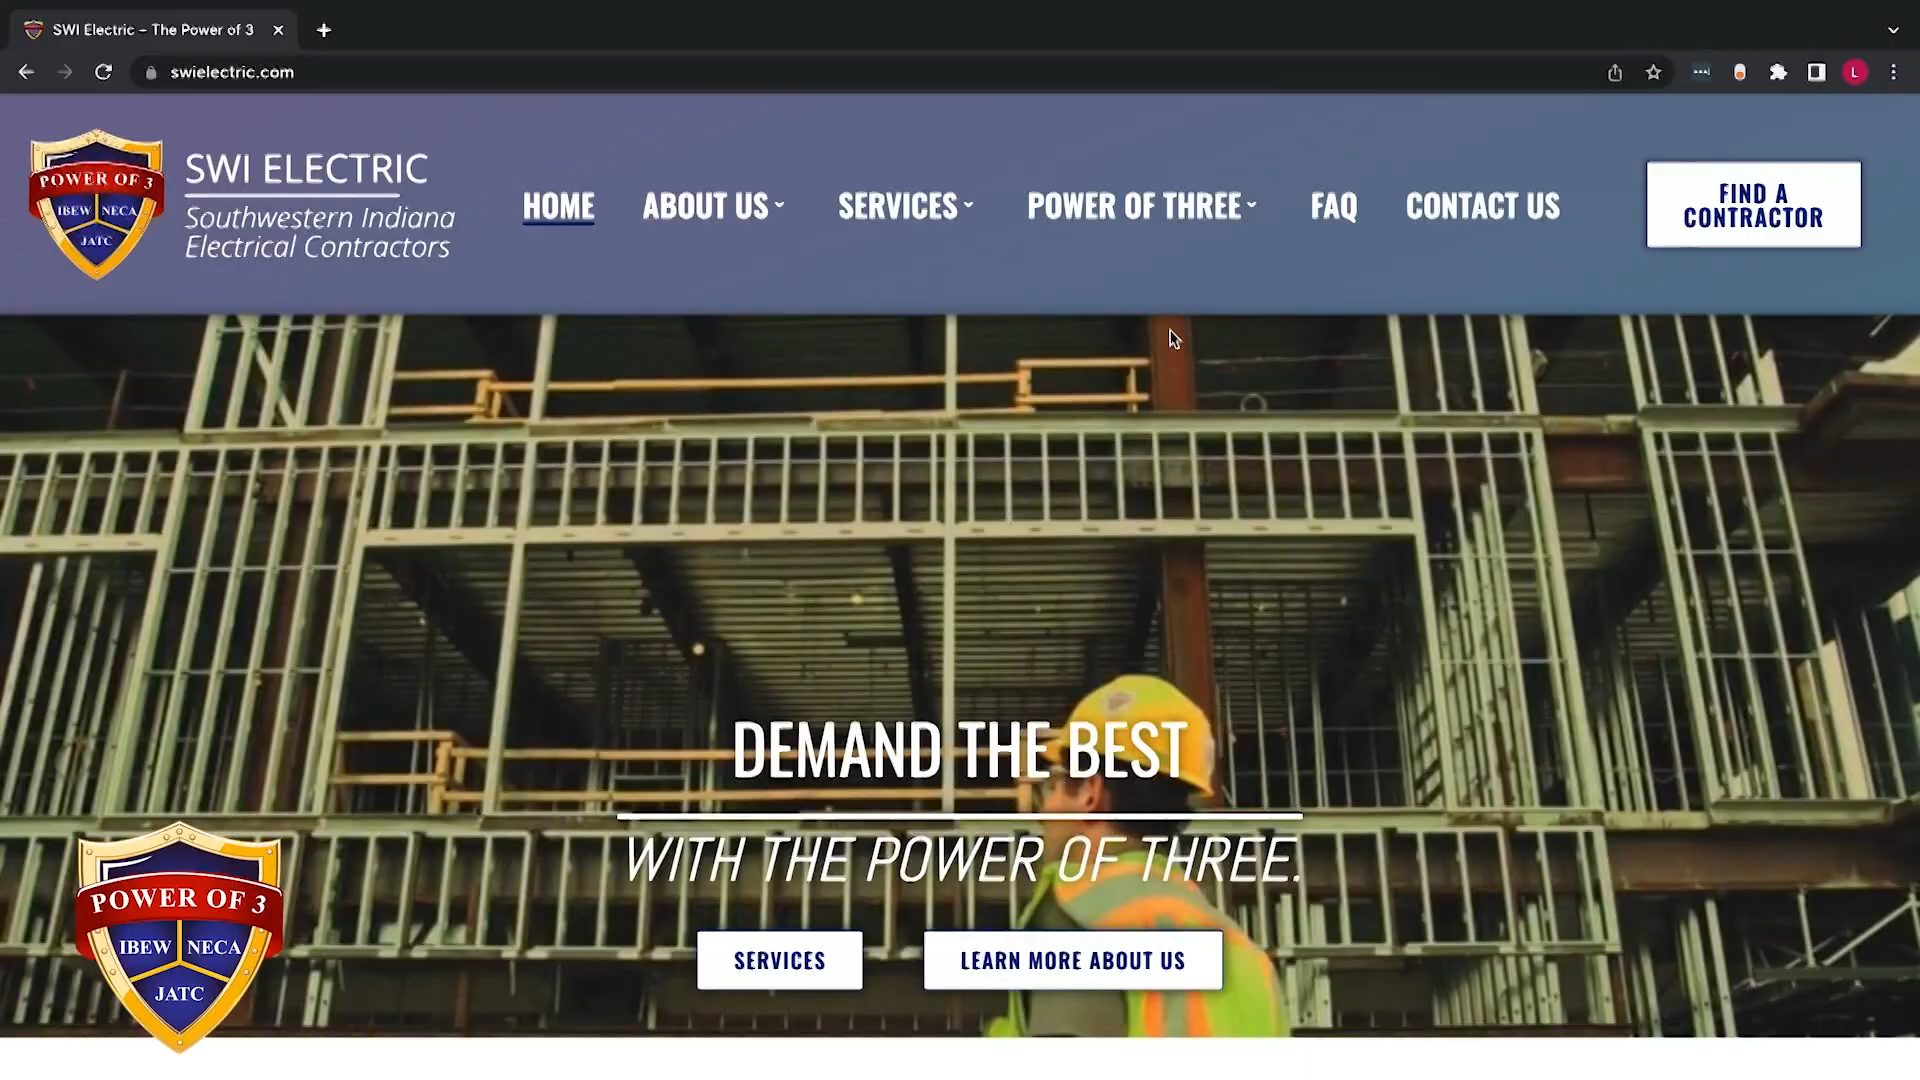 SWI Electric – The Power of 3
swielectric.com
L
POWER OF 3
IBEW NECA
JATC
SWI ELECTRIC
Southwestern Indiana
Electrical Contractors
HOME ABOUT US SERVICES POWER OF THREE FAQ CONTACT US
FIND A
CONTRACTOR
DEMAND THE BEST
WITH THE POWER OF THREE.
SERVICES LEARN MORE ABOUT US
POWER OF 3
IBEW NECA
JATC